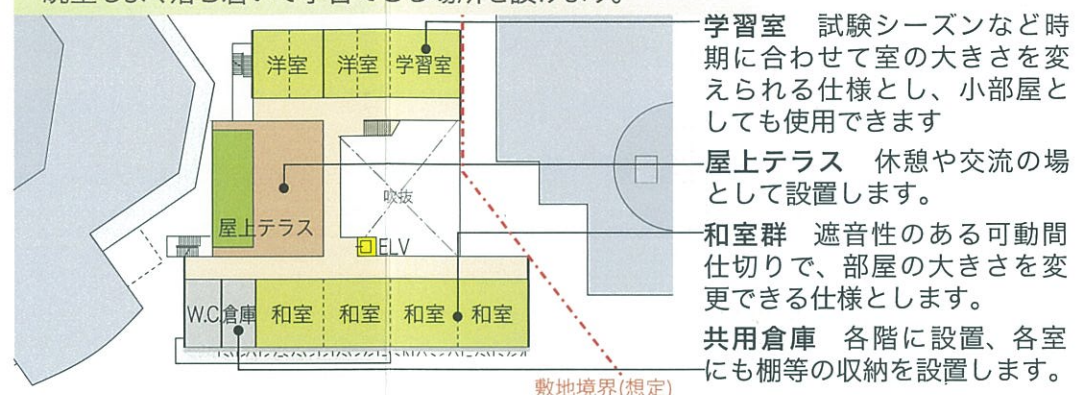 学習室　試験シーズンなど時
期に合わせて室の大きさを変
えられる仕様とし、小部屋と
しても使用できます
屋上テラス　休憩や交流の場
として設置します。
和室群　遮音性のある可動間
仕切りで、部屋の大きさを変
更できる仕様とします。
共用倉庫　各階に設置、各室
にも棚等の収納を設置します。
洋室
洋室
学習室
吹抜
屋上テラス
ELV
W.C
倉庫
和室
和室
和室
和室
敷地境界(想定)